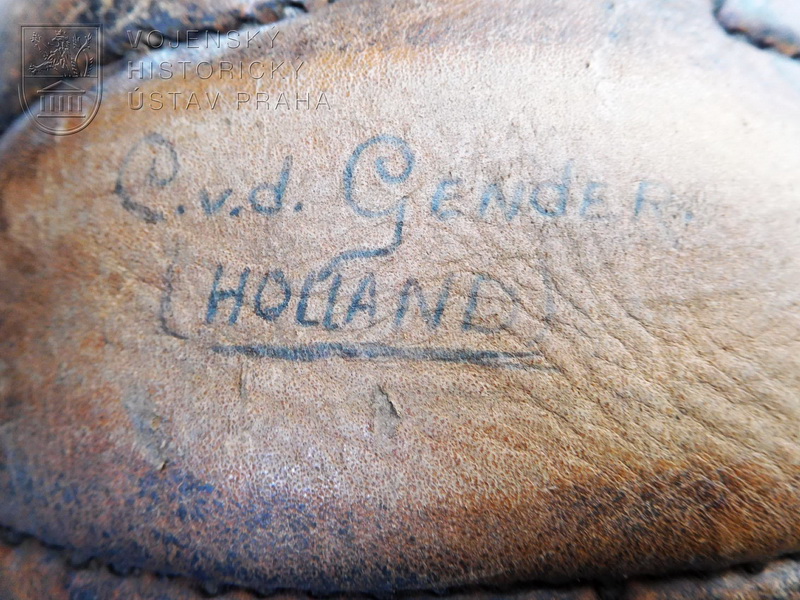 VOJENSKÝ
HISTORICKÝ
ÚSTAV PRAHA
C.v.d. GENDER.
(HOLLAND)